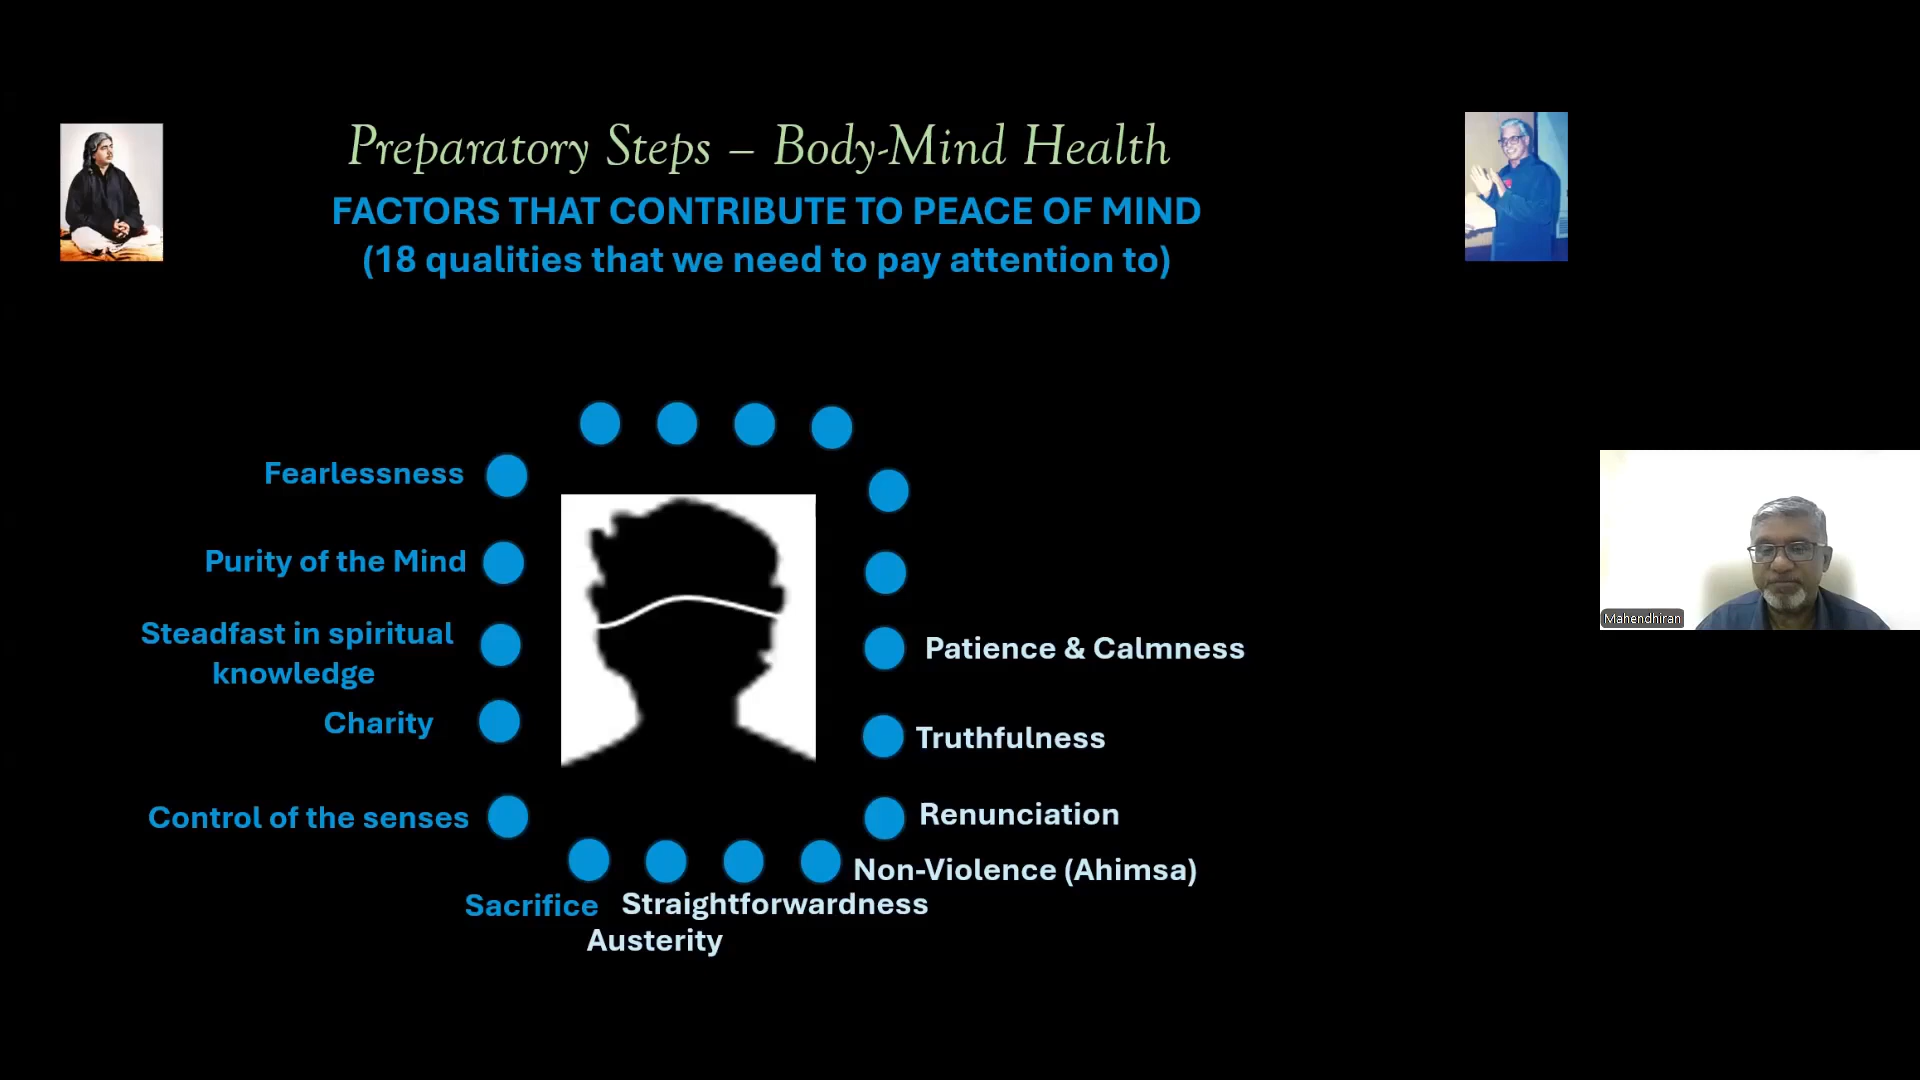 Preparatory Steps – Body-Mind Health
FACTORS THAT CONTRIBUTE TO PEACE OF MIND
(18 qualities that we need to pay attention to)
Fearlessness
Purity of the Mind
Steadfast in spiritual
knowledge
Charity
Control of the senses
Sacrifice
Austerity
Straightforwardness
Non-Violence (Ahimsa)
Renunciation
Truthfulness
Patience & Calmness
Mahendhiran